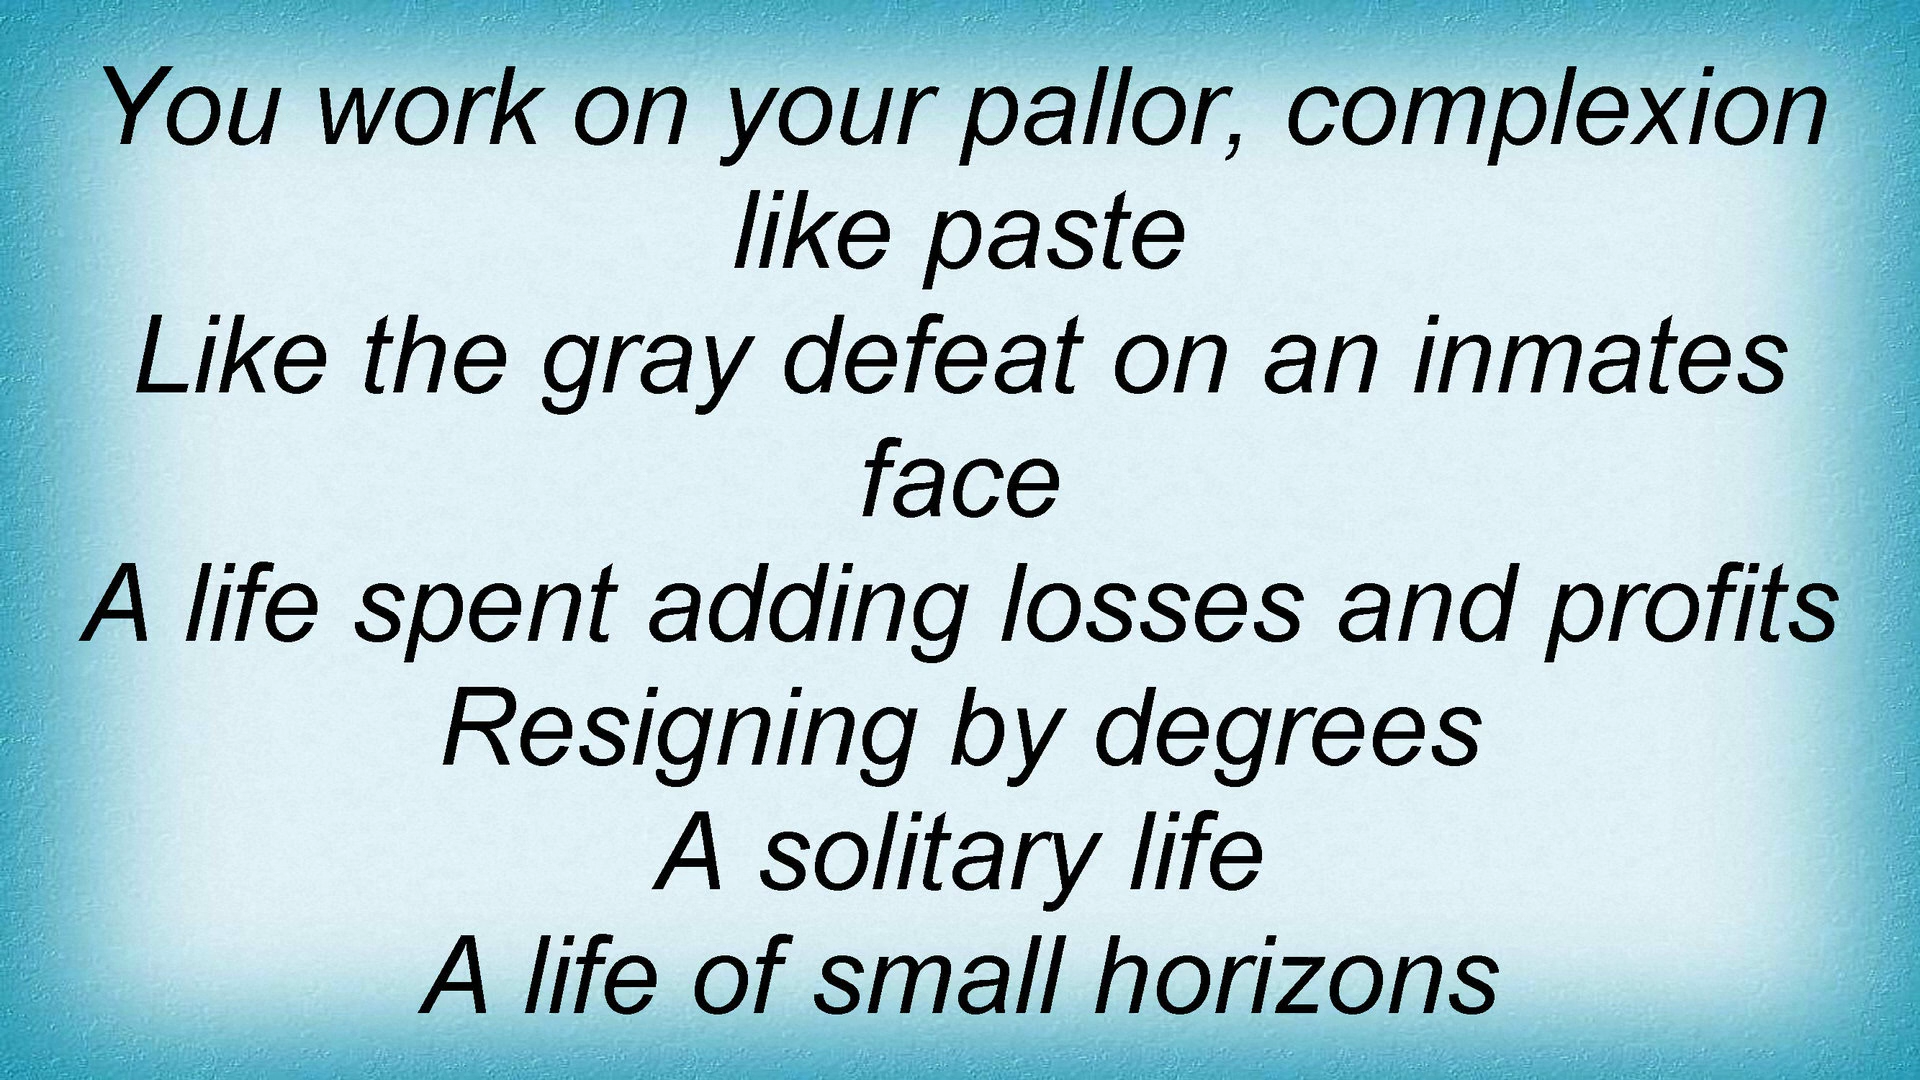 You work on your pallor, complexion
like paste
Like the gray defeat on an inmates
face
A life spent adding losses and profits
Resigning by degrees
A solitary life
A life of small horizons